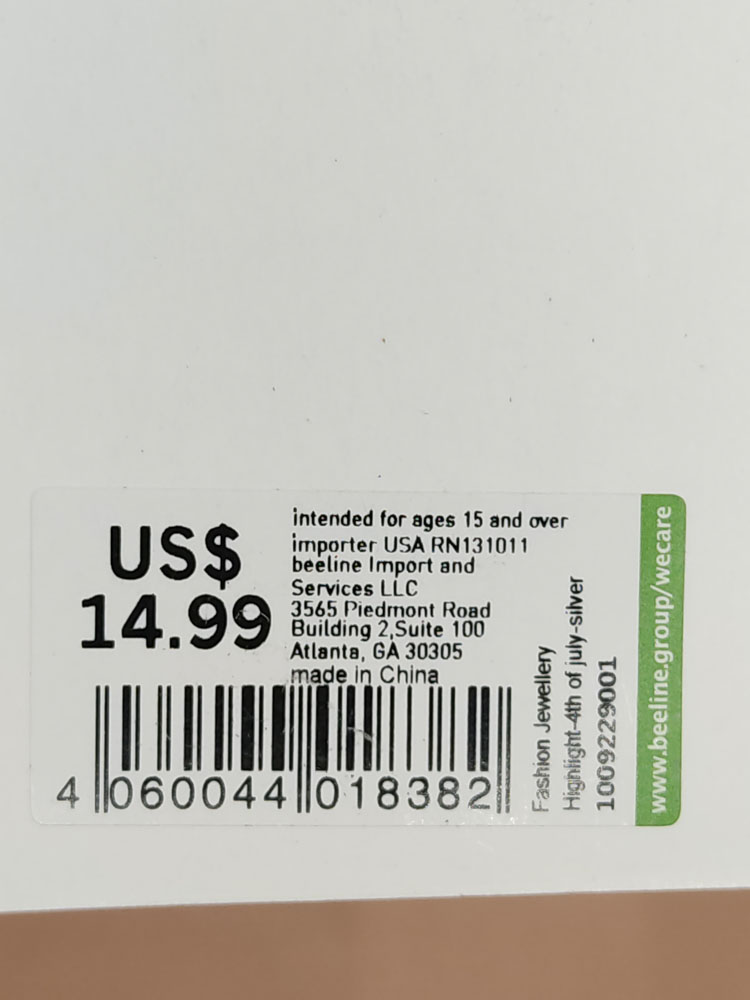 US$
14.99
intended for ages 15 and over
importer USA RN131011
beeline Import and
Services LLC
3565 Piedmont Road
Building 2,Suite 100
Atlanta, GA 30305
made in China
4 060044 018382
Fashion Jewellery
Highlight-4th of july-silver
1009229001
www.beeline.group/wecare